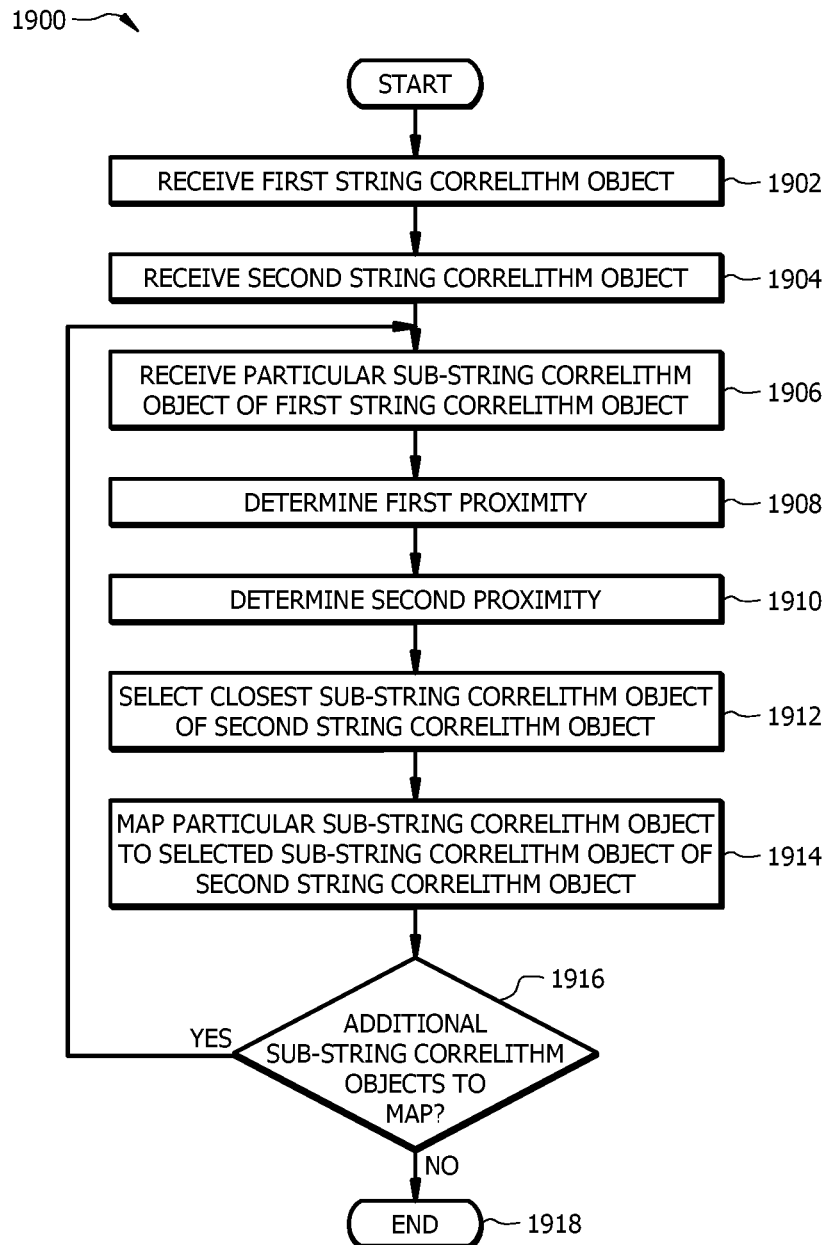 1900
START
RECEIVE FIRST STRING CORRELITHM OBJECT
1902
RECEIVE SECOND STRING CORRELITHM OBJECT
1904
RECEIVE PARTICULAR SUB-STRING CORRELITHM
OBJECT OF FIRST STRING CORRELITHM OBJECT
1906
DETERMINE FIRST PROXIMITY
1908
DETERMINE SECOND PROXIMITY
1910
SELECT CLOSEST SUB-STRING CORRELITHM OBJECT
OF SECOND STRING CORRELITHM OBJECT
1912
MAP PARTICULAR SUB-STRING CORRELITHM OBJECT
TO SELECTED SUB-STRING CORRELITHM OBJECT OF
SECOND STRING CORRELITHM OBJECT
1914
1916
YES
ADDITIONAL
SUB-STRING CORRELITHM
OBJECTS TO
MAP?
NO
END
1918